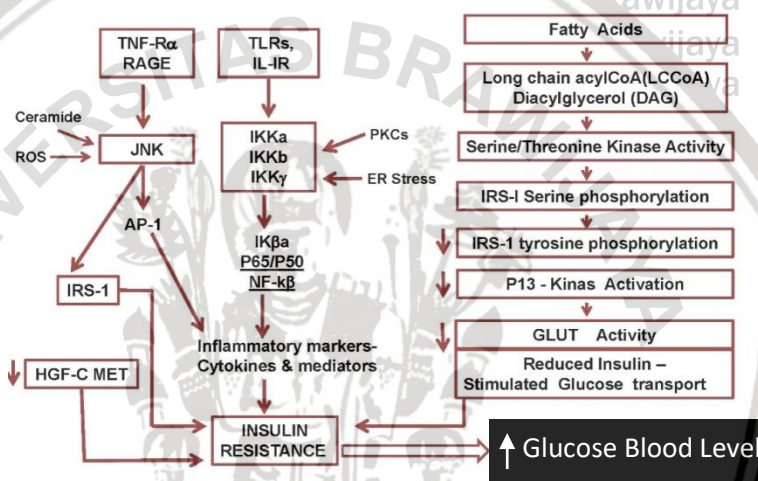 TNF-Rα
RAGE
TLRs,
IL-IR
Ceramide
ROS
JNK
IKKa
IKKb
IKKγ
PKCs
ER Stress
AP-1
IKβa
P65/P50
NF-kβ
IRS-1
Inflammatory markers-
Cytokines & mediators
HGF-C MET
INSULIN
RESISTANCE
Fatty Acids
Long chain acylCoA(LCCoA)
Diacylglycerol (DAG)
Serine/Threonine Kinase Activity
IRS-I Serine phosphorylation
IRS-1 tyrosine phosphorylation
P13 - Kinas Activation
GLUT Activity
Reduced Insulin –
Stimulated Glucose transport
Glucose Blood Level
UNIVERSITAS BRAWIJAYA